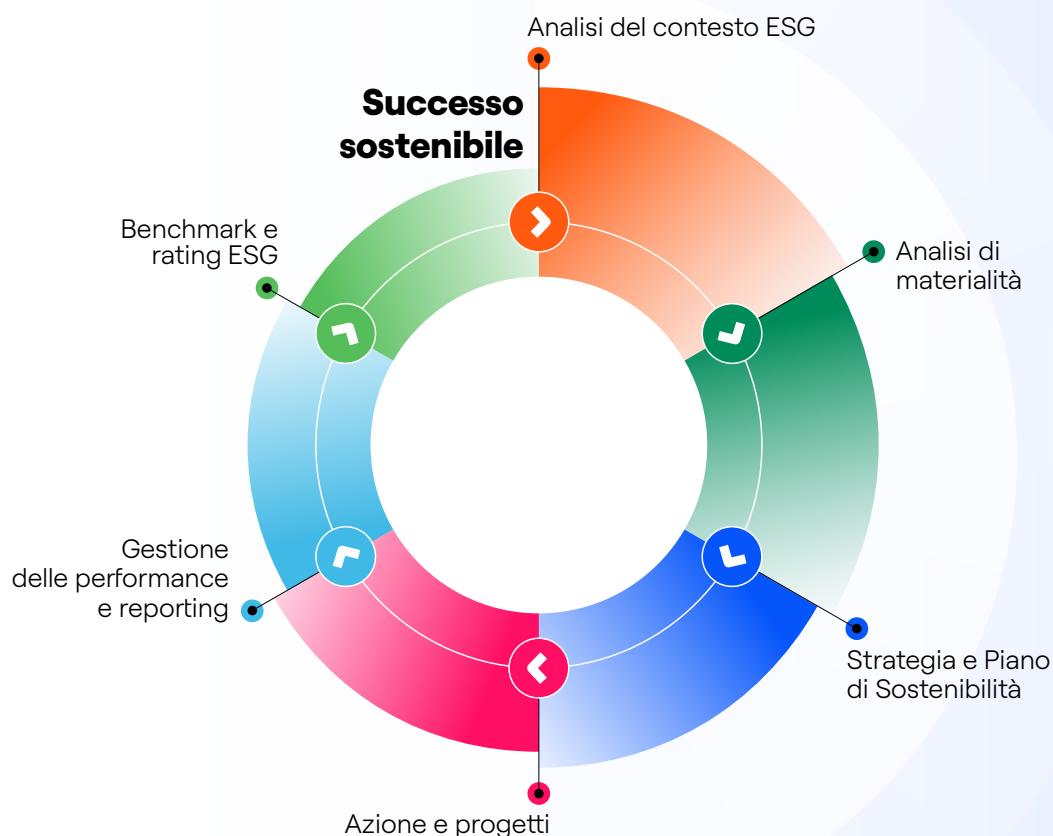 Analisi del contesto ESG
Successo
sostenibile
Benchmark e
rating ESG
Analisi di
materialità
Gestione
delle performance
e reporting
Strategia e Piano
di Sostenibilità
Azione e progetti